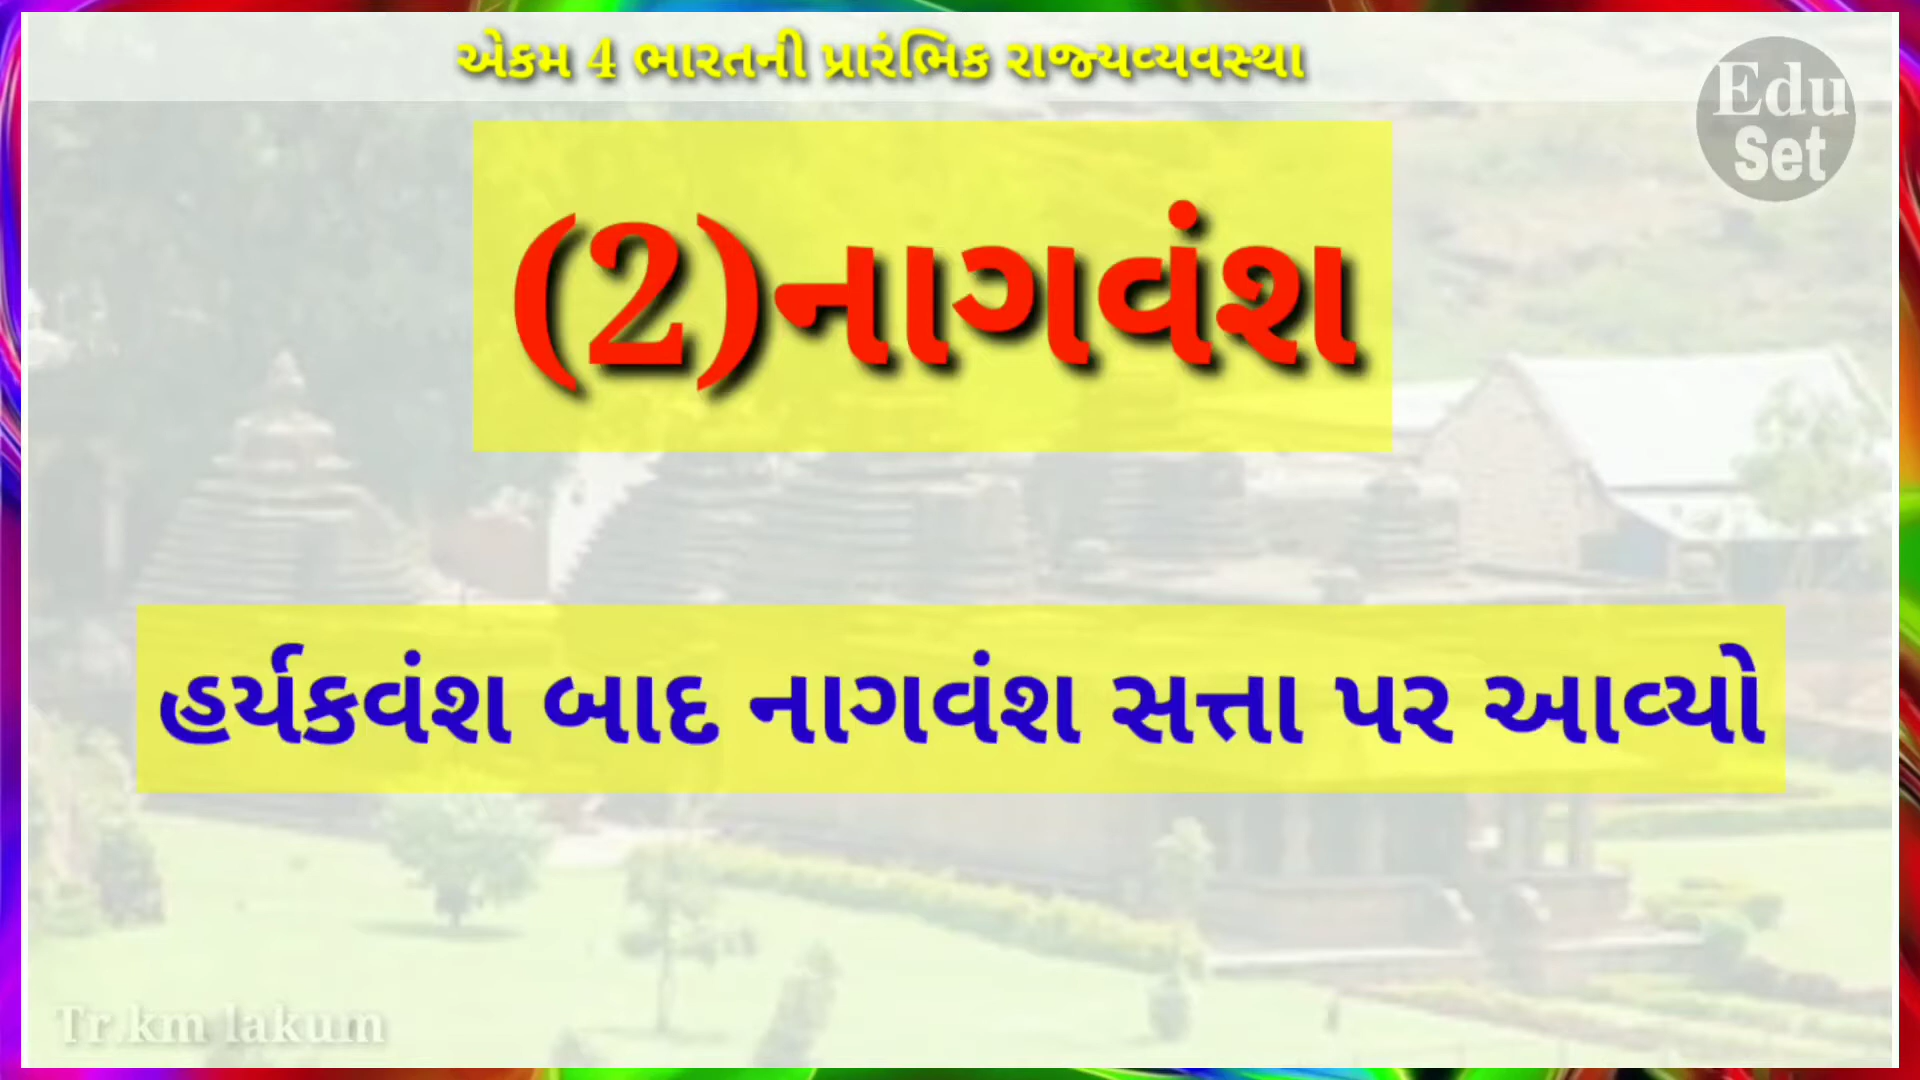 એકમ 4 ભારતની પ્રારંભિક રાજ્યવ્યવસ્થા
Edu
Set
(2)નાગવંશ
હર્યકવંશ બાદ નાગવંશ સત્તા પર આવ્યો
Tr.km lakum